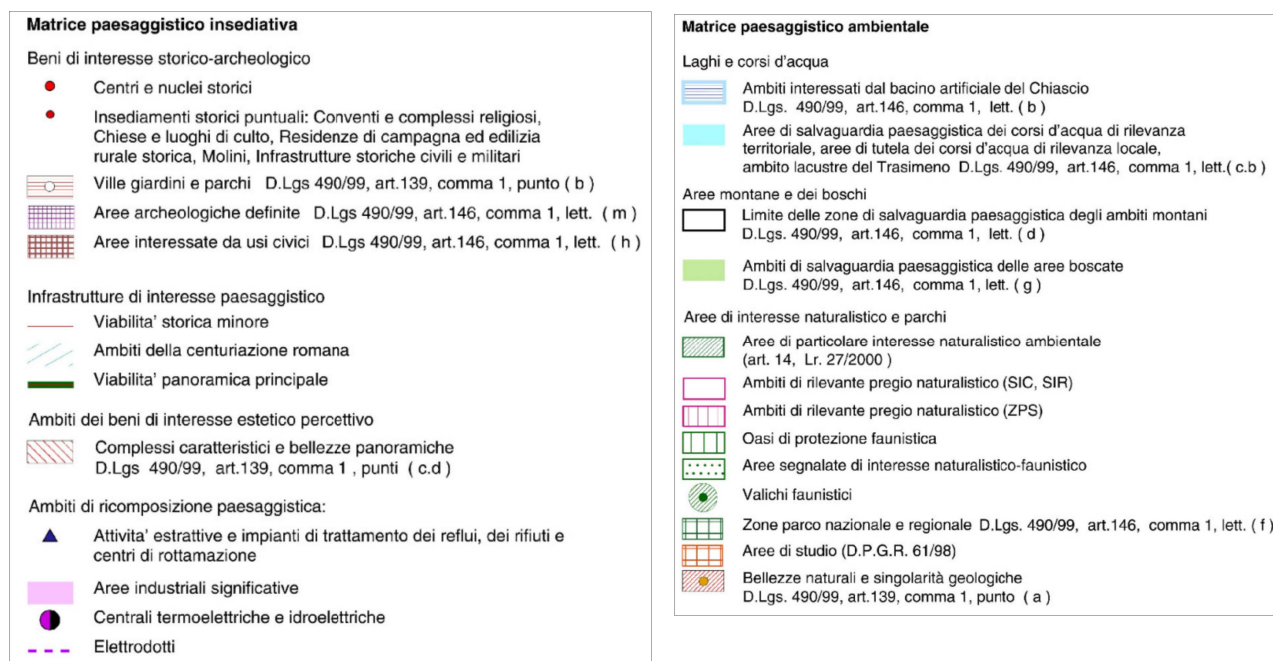 Matrice paesaggistico insediativa
Beni di interesse storico-archeologico
Centri e nuclei storici
Insediamenti storici puntuali: Conventi e complessi religiosi,
Chiese e luoghi di culto, Residenze di campagna ed edilizia
rurale storica, Molini, Infrastrutture storiche civili e militari
Ville giardini e parchi D.Lgs 490/99, art.139, comma 1, punto ( b )
Aree archeologiche definite D.Lgs 490/99, art.146, comma 1, lett. ( m )
Aree interessate da usi civici D.Lgs 490/99, art.146, comma 1, lett. ( h )
Infrastrutture di interesse paesaggistico
Viabilita' storica minore
Ambiti della centuriazione romana
Viabilita' panoramica principale
Ambiti dei beni di interesse estetico percettivo
Complessi caratteristici e bellezze panoramiche
D.Lgs 490/99, art.139, comma 1 , punti ( c.d )
Ambiti di ricomposizione paesaggistica:
Attivita' estrattive e impianti di trattamento dei reflui, dei rifiuti e
centri di rottamazione
Aree industriali significative
Centrali termoelettriche e idroelettriche
Elettrodotti
Matrice paesaggistico ambientale
Laghi e corsi d'acqua
Ambiti interessati dal bacino artificiale del Chiascio
D.Lgs. 490/99, art.146, comma 1, lett. ( b )
Aree di salvaguardia paesaggistica dei corsi d'acqua di rilevanza
territoriale, aree di tutela dei corsi d'acqua di rilevanza locale,
ambito lacustre del Trasimeno D.Lgs. 490/99, art.146, comma 1, lett.( c.b )
Aree montane e dei boschi
Limite delle zone di salvaguardia paesaggistica degli ambiti montani
D.Lgs. 490/99, art.146, comma 1, lett. ( d )
Ambiti di salvaguardia paesaggistica delle aree boscate
D.Lgs. 490/99, art.146, comma 1, lett. ( g )
Aree di interesse naturalistico e parchi
Aree di particolare interesse naturalistico ambientale
(art. 14, Lr. 27/2000 )
Ambiti di rilevante pregio naturalistico (SIC, SIR)
Ambiti di rilevante pregio naturalistico (ZPS)
Oasi di protezione faunistica
Aree segnalate di interesse naturalistico-faunistico
Valichi faunistici
Zone parco nazionale e regionale D.Lgs. 490/99, art.146, comma 1, lett. ( f )
Aree di studio (D.P.G.R. 61/98)
Bellezze naturali e singolarità geologiche
D.Lgs. 490/99, art.139, comma 1, punto ( a )